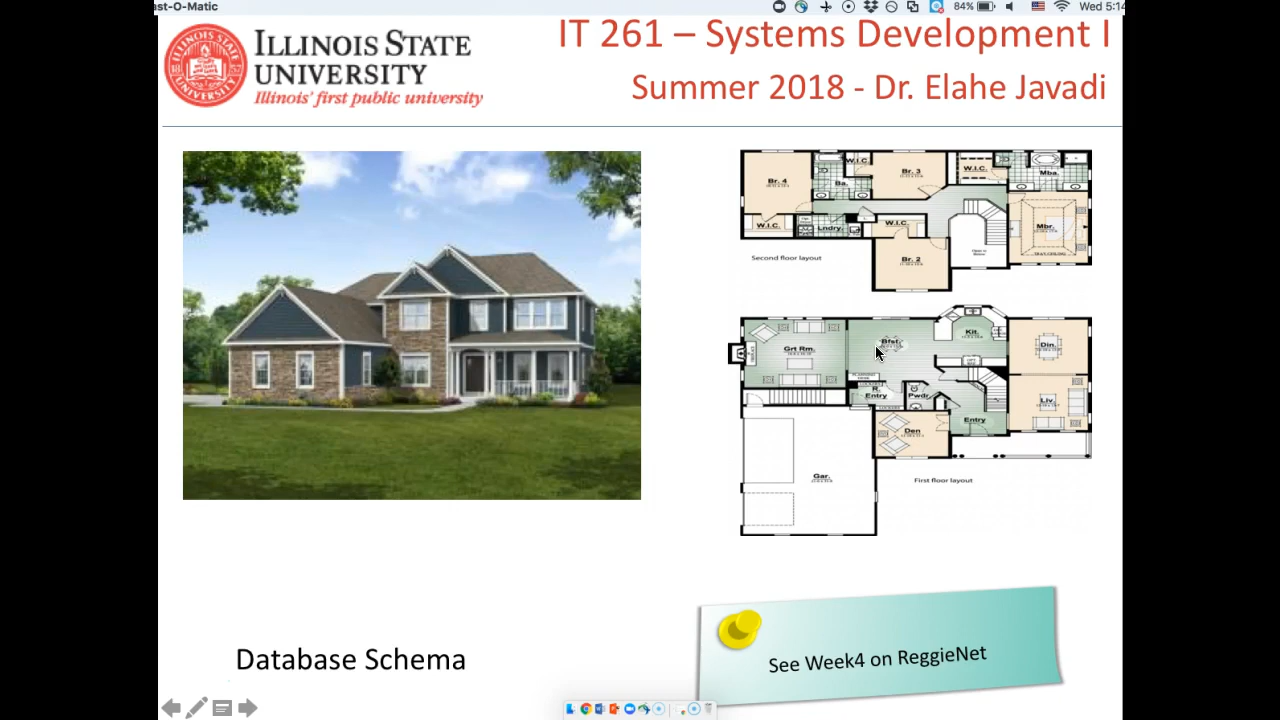 ast-O-Matic
84%
Wed 5:14
ILLINOIS STATE
UNIVERSITY
Illinois' first public university
IT 261 – Systems Development I
Summer 2018 - Dr. Elahe Javadi
Br. 4
Ba.
W.I.C.
Br. 3
W.I.C.
Mba.
W.I.C.
Lndry.
W.I.C.
Mbr.
Br. 2
Second floor layout
Grt Rm.
Bfst.
Kit.
Din.
R.
Entry
Pwdr.
Liv.
Den
Entry
Gar.
First floor layout
Database Schema
See Week4 on ReggieNet